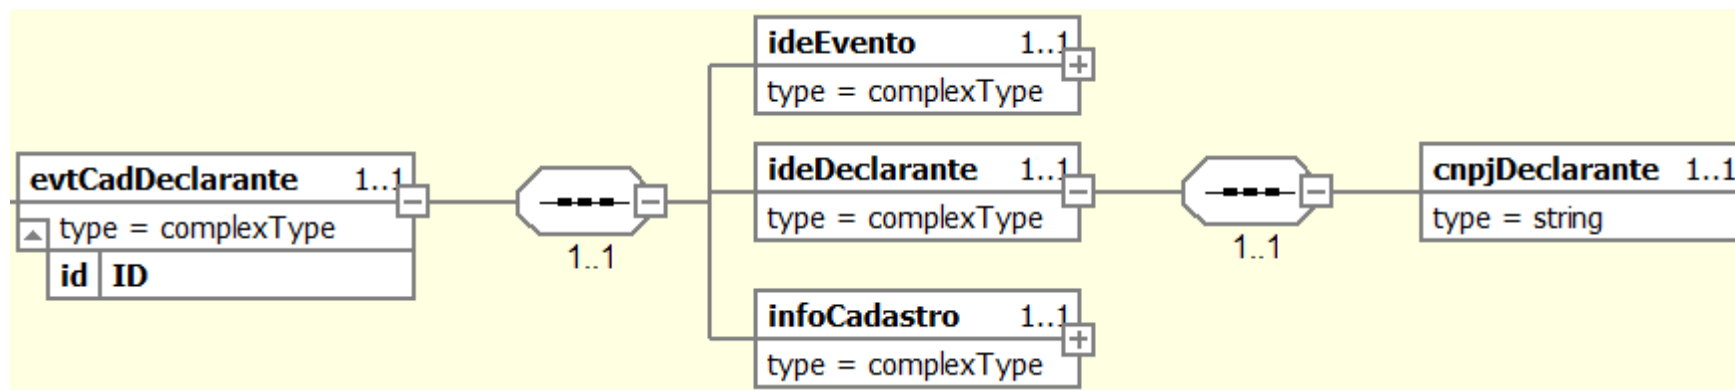 ideEvento 1..1
type = complexType
evtCadDeclarante 1..1
type = complexType
id ID
1..1
ideDeclarante 1..1
type = complexType
1..1
cnpjDeclarante 1..1
type = string
infoCadastro 1..1
type = complexType